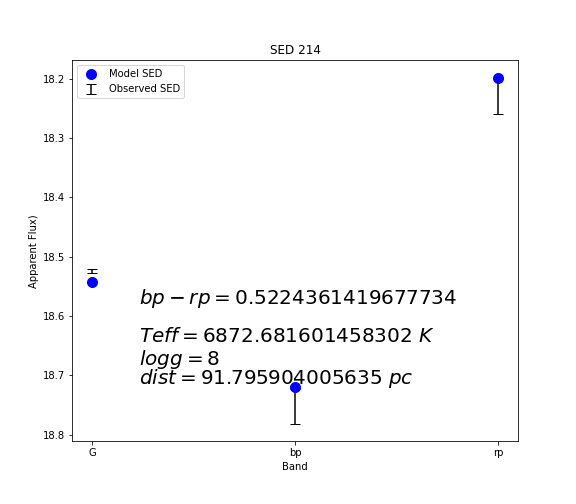 SED 214
Model SED
Observed SED
18.2
18.3
18.4
18.5
18.6
18.7
18.8
Apparent Flux)
bp − rp = 0.5224361419677734
Teff = 6872.681601458302 K
logg = 8
dist = 91.795904005635 pc
G bp rp
Band